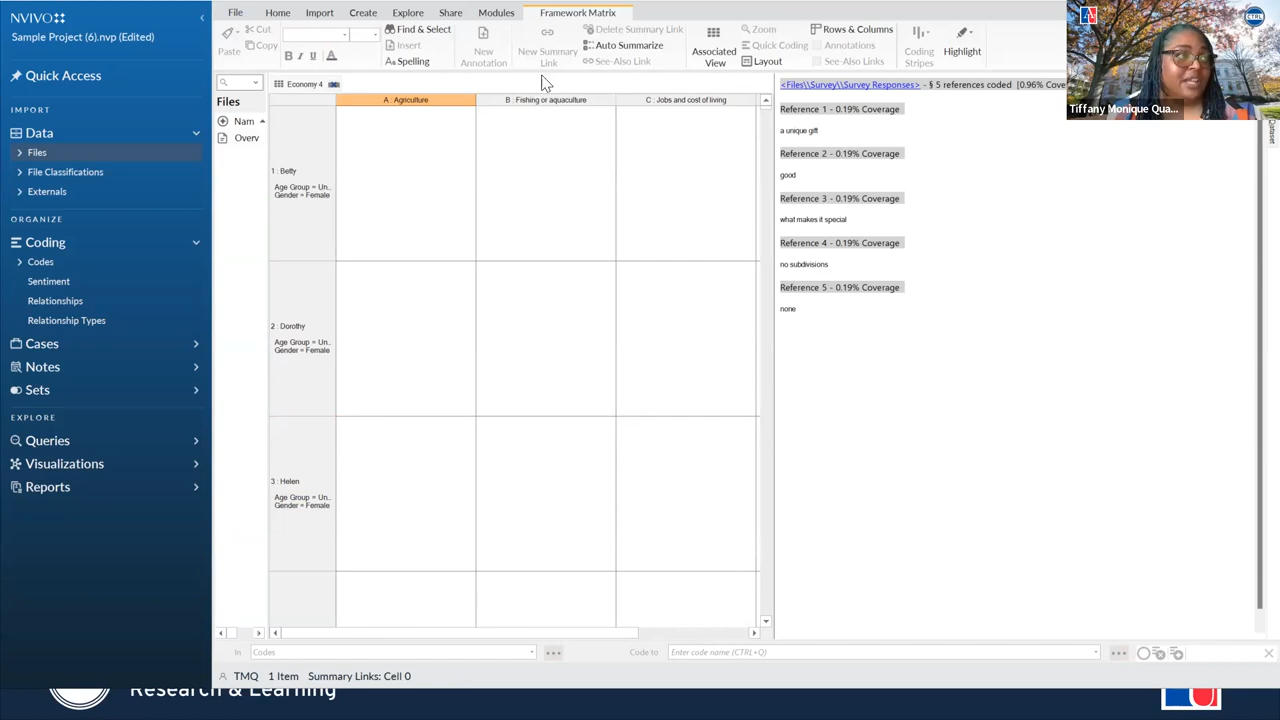 NVIVO
Sample Project (6).nvp (Edited)
Quick Access
IMPORT
Data
Files
File Classifications
Externals
ORGANIZE
Coding
Codes
Sentiment
Relationships
Relationship Types
Cases
Notes
Sets
EXPLORE
Queries
Visualizations
Reports
File Home Import Create Explore Share Modules Framework Matrix
Paste
Cut
Copy
B I U A
Find & Select
Insert
Spelling
New Annotation
New Summary Link
Delete Summary Link
Auto Summarize
See-Also Link
Associated View
Zoom
Quick Coding
Layout
Rows & Columns
Annotations
See-Also Links
Coding Stripes
Highlight
Files
Nam
Overv
Economy 4
A : Agriculture B : Fishing or aquaculture C : Jobs and cost of living
1 : Betty
Age Group = Un..
Gender = Female
2 : Dorothy
Age Group = Un..
Gender = Female
3 : Helen
Age Group = Un..
Gender = Female
<Files\\Survey\\Survey Responses> - § 5 references coded [0.96% Cove
Reference 1 - 0.19% Coverage
a unique gift
Reference 2 - 0.19% Coverage
good
Reference 3 - 0.19% Coverage
what makes it special
Reference 4 - 0.19% Coverage
no subdivisions
Reference 5 - 0.19% Coverage
none
Dataset
CTRL
Tiffany Monique Qua...
In Codes
Code to Enter code name (CTRL+Q)
TMQ 1 Item Summary Links: Cell 0
Research & Learning